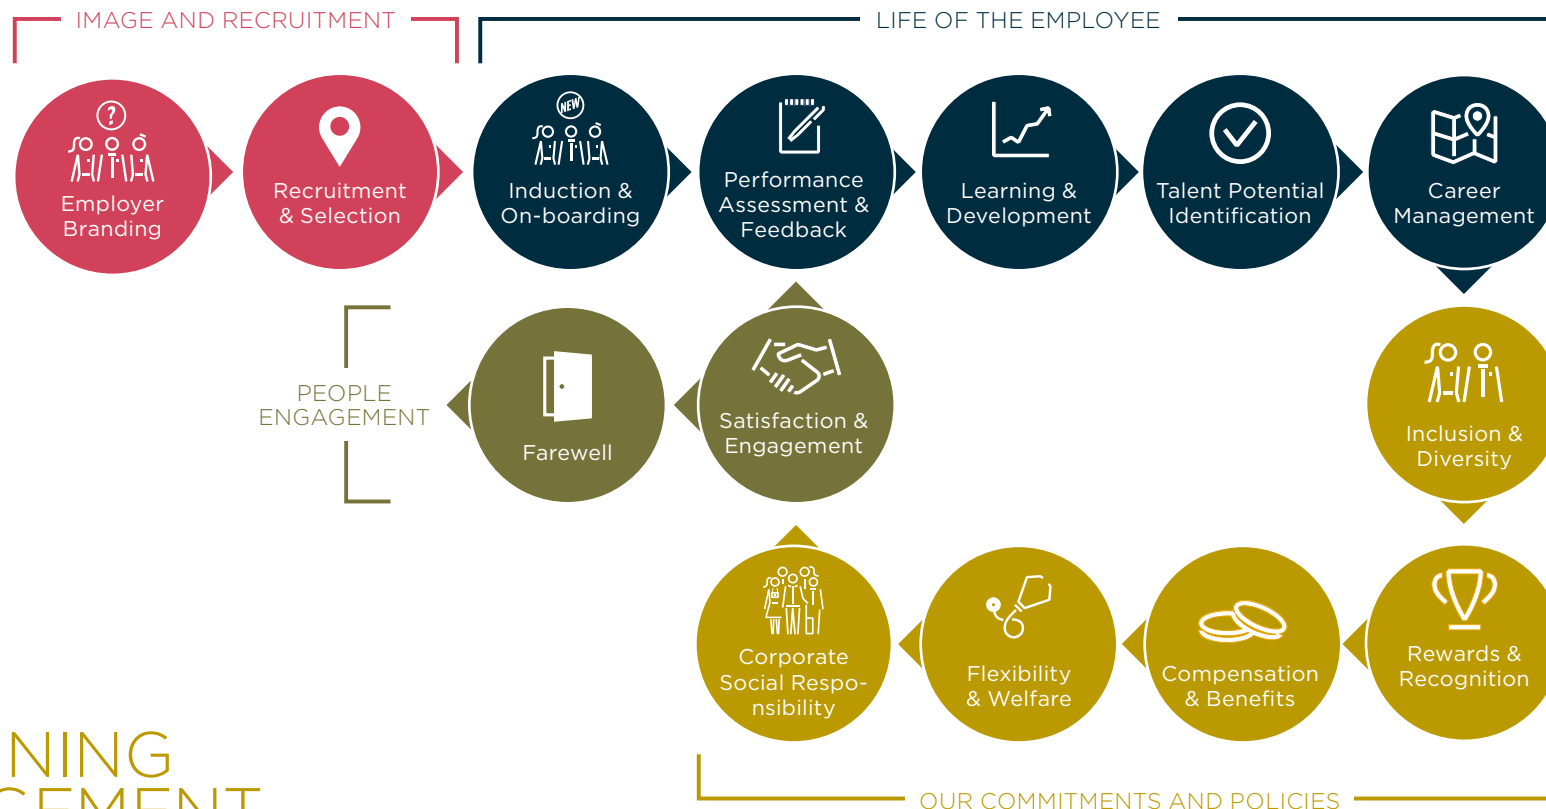 IMAGE AND RECRUITMENT
LIFE OF THE EMPLOYEE
?
Employer
Branding
Recruitment
& Selection
NEW
Induction &
On-boarding
Performance
Assessment &
Feedback
Learning &
Development
Talent Potential
Identification
Career
Management
PEOPLE
ENGAGEMENT
Farewell
Satisfaction &
Engagement
Inclusion &
Diversity
Corporate
Social Respo-
nsibility
Flexibility
& Welfare
Compensation
& Benefits
Rewards &
Recognition
NING
GEMENT
OUR COMMITMENTS AND POLICIES